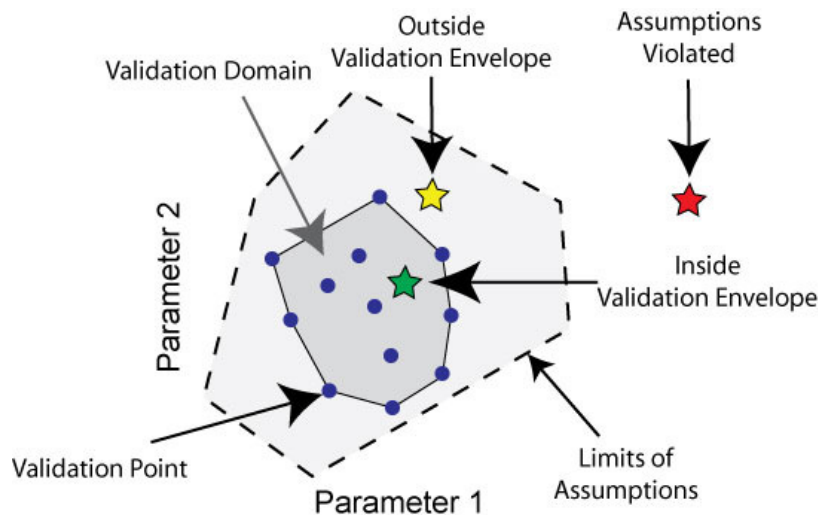 Outside
Validation Envelope
Assumptions
Violated
Validation Domain
Parameter 2
Inside
Validation Envelope
Validation Point
Limits of
Assumptions
Parameter 1